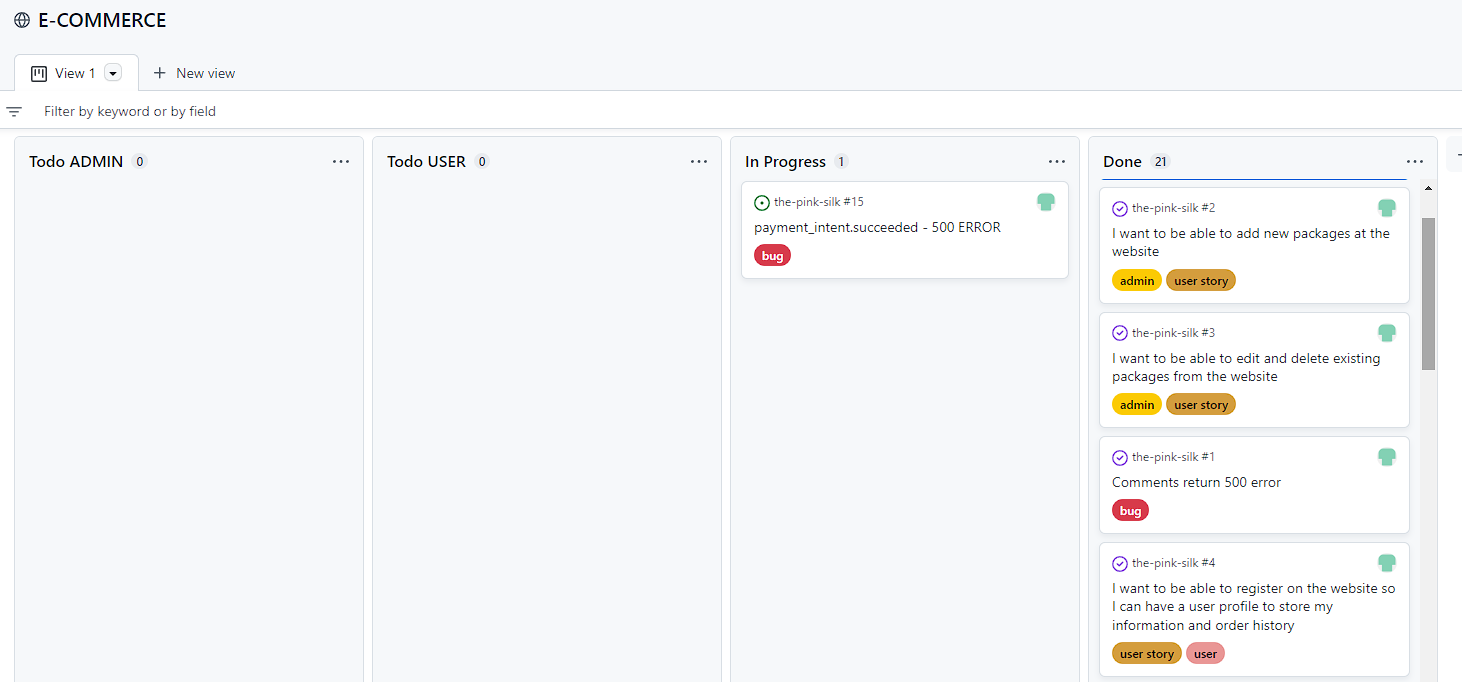 E-COMMERCE
View 1
New view
Filter by keyword or by field
Todo ADMIN 0
Todo USER 0
In Progress 1
the-pink-silk #15
payment_intent.succeeded - 500 ERROR
bug
Done 21
the-pink-silk #2
I want to be able to add new packages at the
website
admin user story
the-pink-silk #3
I want to be able to edit and delete existing
packages from the website
admin user story
the-pink-silk #1
Comments return 500 error
bug
the-pink-silk #4
I want to be able to register on the website so
I can have a user profile to store my
information and order history
user story user